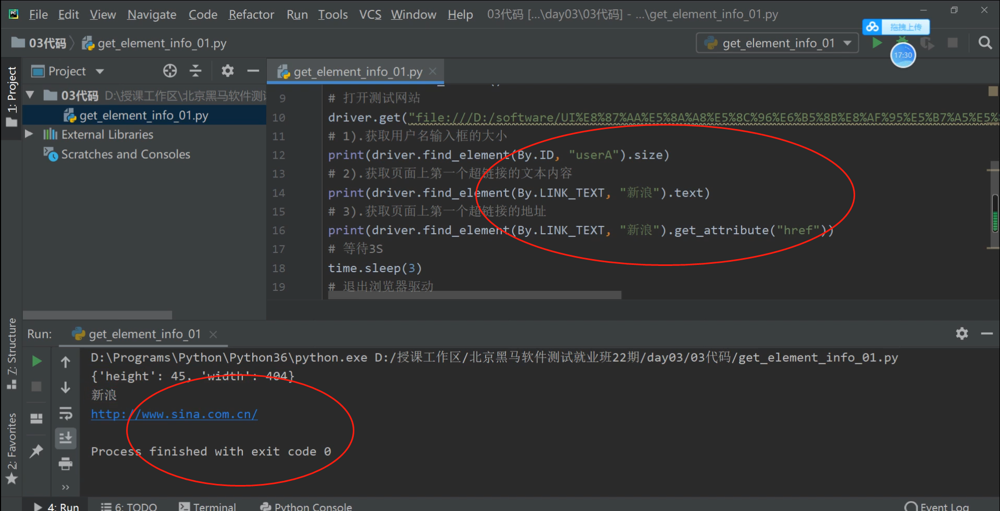 File Edit View Navigate Code Refactor Run Tools VCS Window Help 03代码 [...\day03\03代码] - ...\get_element_info_01.py
拖拽上传
03代码 get_element_info_01.py
get_element_info_01
17:30
1: Project
Project
get_element_info_01.py
03代码 D:\授课工作区\北京黑马软件测
get_element_info_01.py
External Libraries
Scratches and Consoles
9 # 打开测试网站
10 driver.get("file:///D:/software/UI%E8%87%AA%E5%8A%A8%E5%8C%96%E6%B5%8B%E8%AF%95%E5%B7%A5%E5%
11 # 1).获取用户名输入框的大小
12 print(driver.find_element(By.ID, "userA").size)
13 # 2).获取页面上第一个超链接的文本内容
14 print(driver.find_element(By.LINK_TEXT, "新浪").text)
15 # 3).获取页面上第一个超链接的地址
16 print(driver.find_element(By.LINK_TEXT, "新浪").get_attribute("href"))
17 # 等待3S
18 time.sleep(3)
19 # 退出浏览器驱动
7: Structure
2: Favorites
Run: get_element_info_01
D:\Programs\Python\Python36\python.exe D:/授课工作区/北京黑马软件测试就业班22期/day03/03代码/get_element_info_01.py
{'height': 45, 'width': 404}
新浪
http://www.sina.com.cn/
Process finished with exit code 0
4: Run 6: TODO Terminal Python Console Event Log